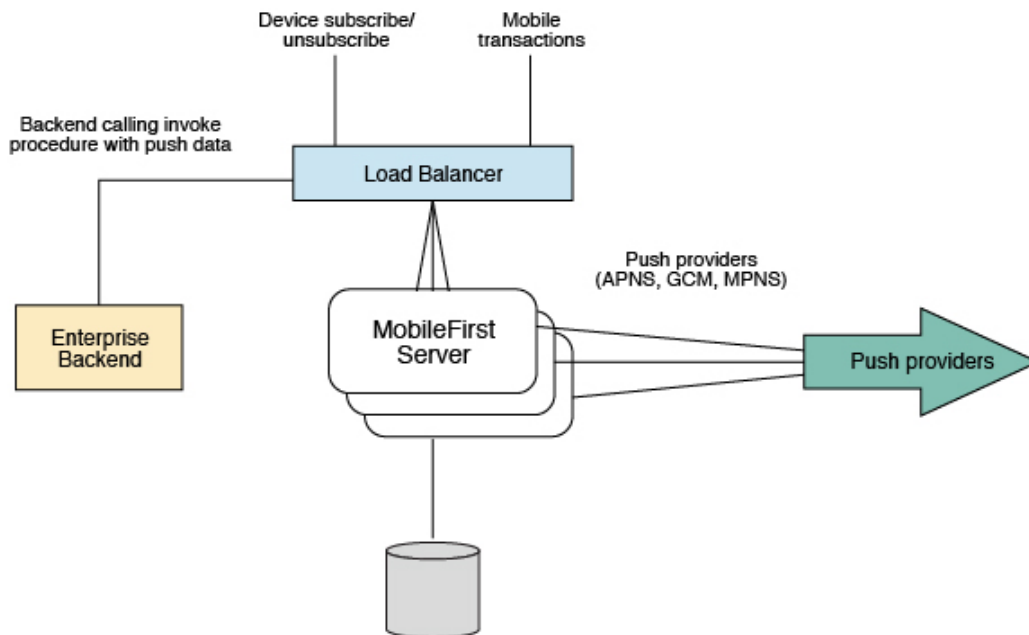 Device subscribe/
unsubscribe
Mobile
transactions
Backend calling invoke
procedure with push data
Load Balancer
Push providers
(APNS, GCM, MPNS)
MobileFirst
Server
Enterprise
Backend
Push providers